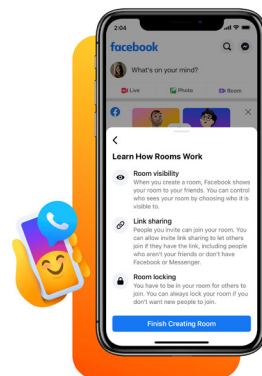 2:04
facebook
What's on your mind?
Live
Photo
Room
Learn How Rooms Work
Room visibility
When you create a room, Facebook shows
your room to your friends. You can control
who sees your room by choosing who it is
visible to.
Link sharing
People you invite can join your room. You
can allow invite link sharing to let others
join if they have the link, including people
who aren't your friends or don't have
Facebook or Messenger.
Room locking
You have to be in your room for others to
join. You can always lock your room if you
don't want new people to join.
Finish Creating Room